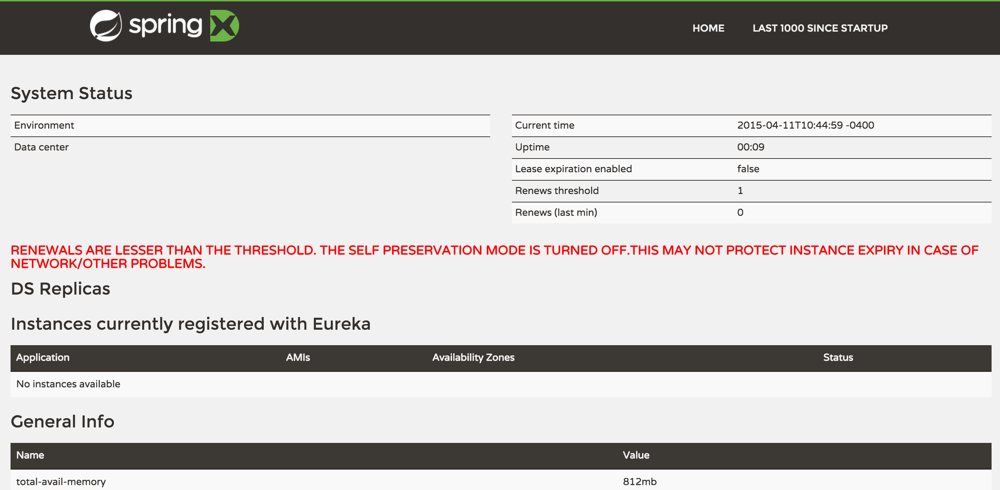 spring
HOME LAST 1000 SINCE STARTUP
System Status
Environment
Data center
Current time 2015-04-11T10:44:59 -0400
Uptime 00:09
Lease expiration enabled false
Renews threshold 1
Renews (last min) 0
RENEWALS ARE LESSER THAN THE THRESHOLD. THE SELF PRESERVATION MODE IS TURNED OFF.THIS MAY NOT PROTECT INSTANCE EXPIRY IN CASE OF
NETWORK/OTHER PROBLEMS.
DS Replicas
Instances currently registered with Eureka
Application AMIs Availability Zones Status
No instances available
General Info
Name Value
total-avail-memory 812mb